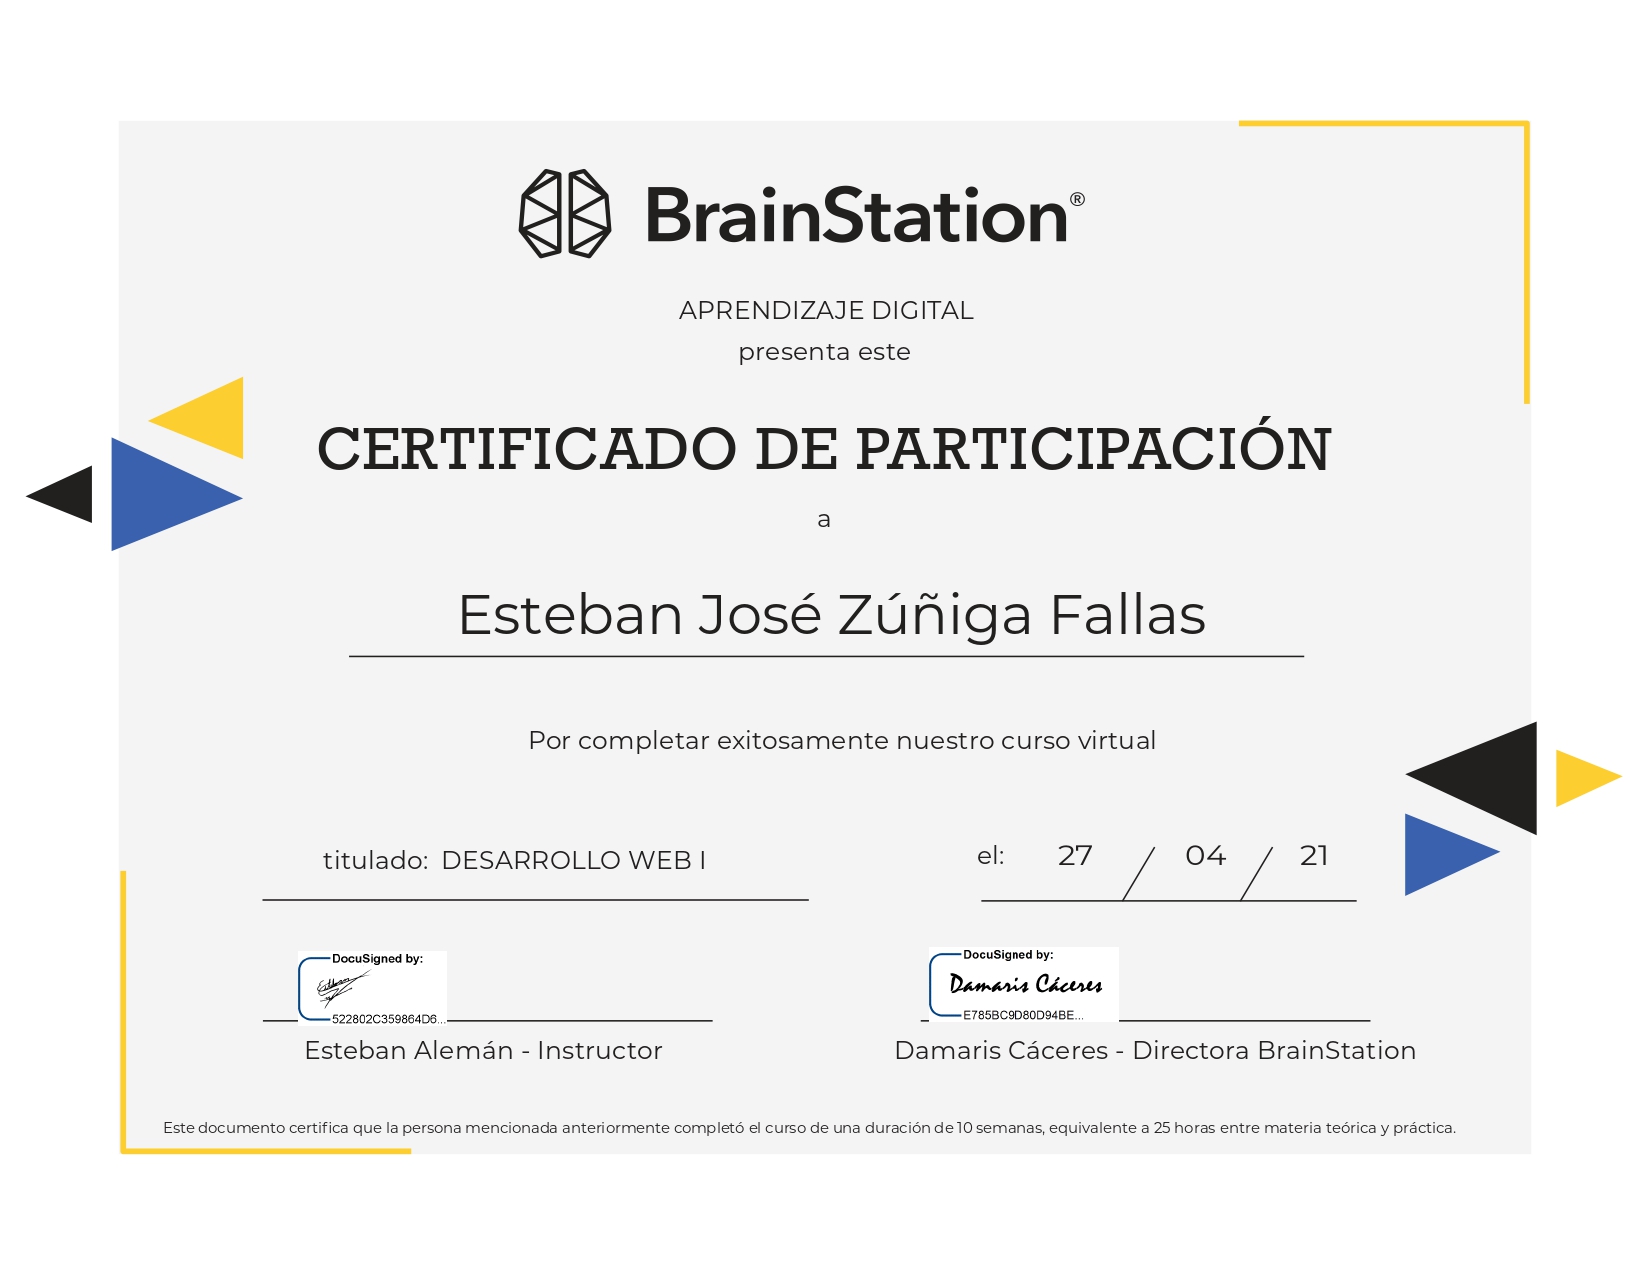 BrainStation®
APRENDIZAJE DIGITAL
presenta este
CERTIFICADO DE PARTICIPACIÓN
a
Esteban José Zúñiga Fallas
Por completar exitosamente nuestro curso virtual
titulado: DESARROLLO WEB I
el: 27 / 04 / 21
DocuSigned by:
522802C359864D6...
Esteban Alemán - Instructor
DocuSigned by:
Damaris Cáceres
E785BC9D80D94BE...
Damaris Cáceres - Directora BrainStation
Este documento certifica que la persona mencionada anteriormente completó el curso de una duración de 10 semanas, equivalente a 25 horas entre materia teórica y práctica.